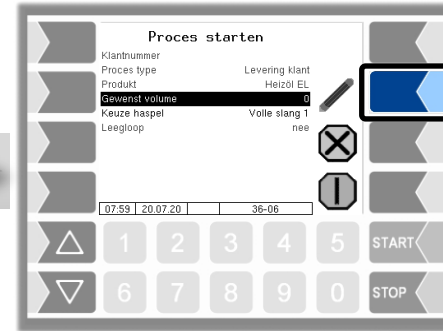 Proces starten
Klantnummer
Proces type Levering klant
Produkt Heizöl EL
Gewenst volume 0
Keuze haspel Volle slang 1
Leegloop nee
07:59 20.07.20 36-06
1 2 3 4 5 START
6 7 8 9 0 STOP